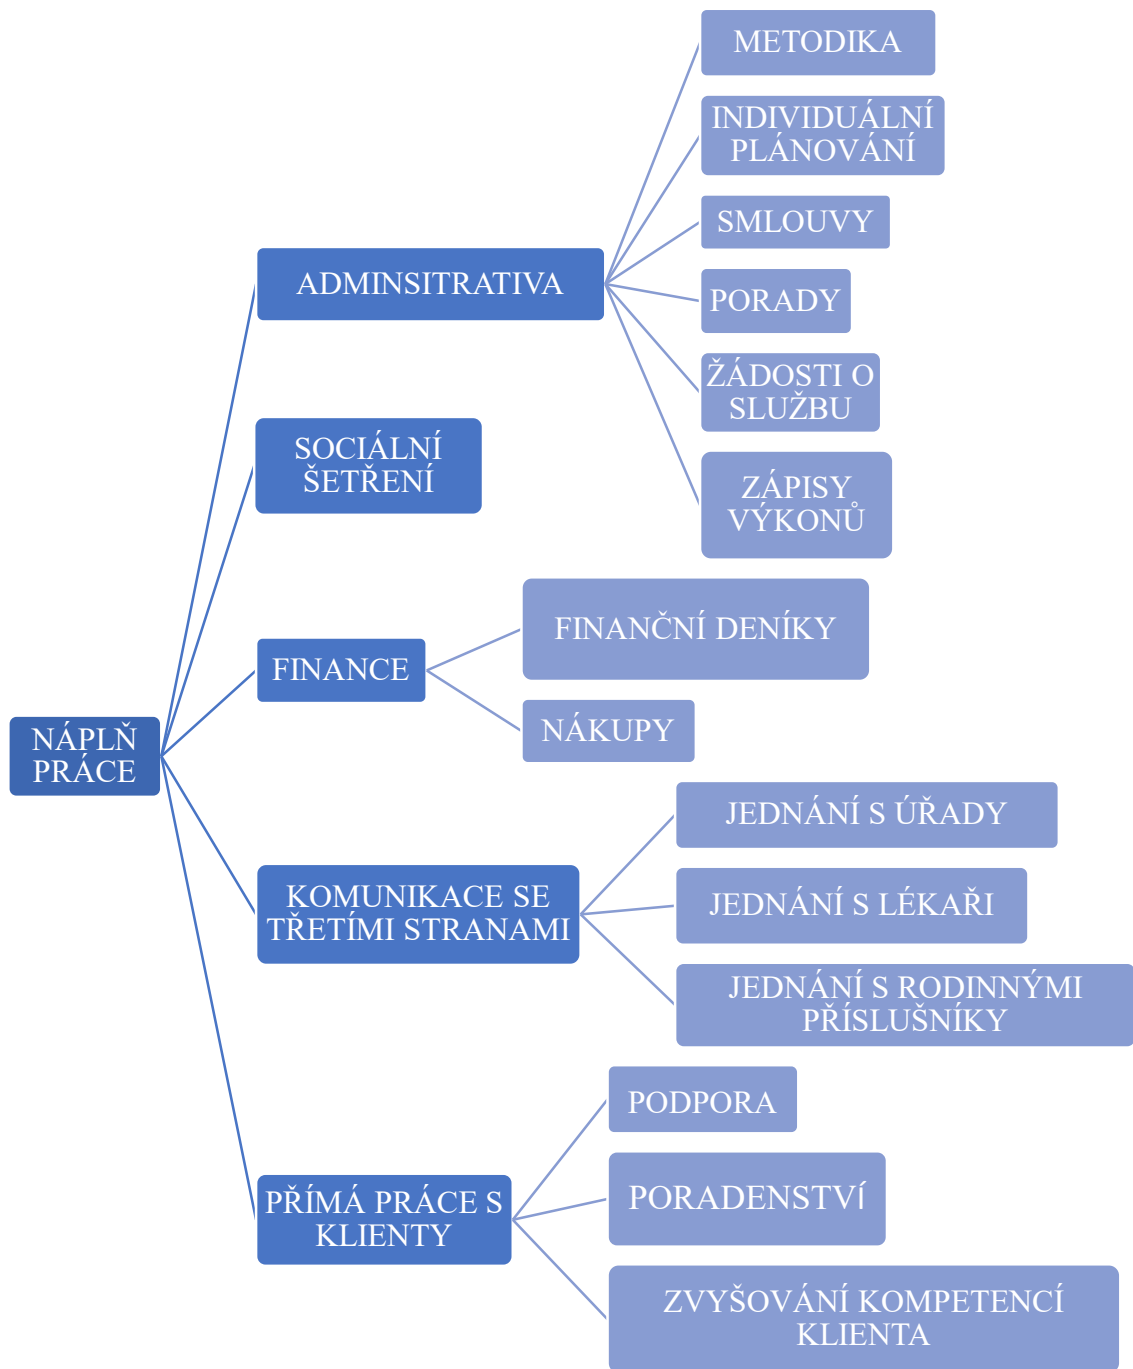 NÁPLŇ
PRÁCE
ADMINSITRATIVA
METODIKA
INDIVIDUÁLNÍ
PLÁNOVÁNÍ
SMLOUVY
PORADY
ŽÁDOSTI O
SLUŽBU
ZÁPISY
VÝKONŮ
SOCIÁLNÍ
ŠETŘENÍ
FINANCE
FINANČNÍ DENÍKY
NÁKUPY
KOMUNIKACE SE
TŘETÍMI STRANAMI
JEDNÁNÍ S ÚŘADY
JEDNÁNÍ S LÉKAŘI
JEDNÁNÍ S RODINNÝMI
PŘÍSLUŠNÍKY
PŘÍMÁ PRÁCE S
KLIENTY
PODPORA
PORADENSTVÍ
ZVYŠOVÁNÍ KOMPETENCÍ
KLIENTA